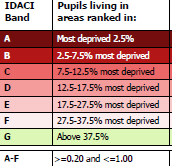 IDACI Pupils living in
Band areas ranked in:
A Most deprived 2.5%
B 2.5-7.5% most deprived
C 7.5-12.5% most deprived
D 12.5-17.5% most deprived
E 17.5-27.5% most deprived
F 27.5-37.5% most deprived
G Above 37.5%
A-F >=0.20 and <=1.00